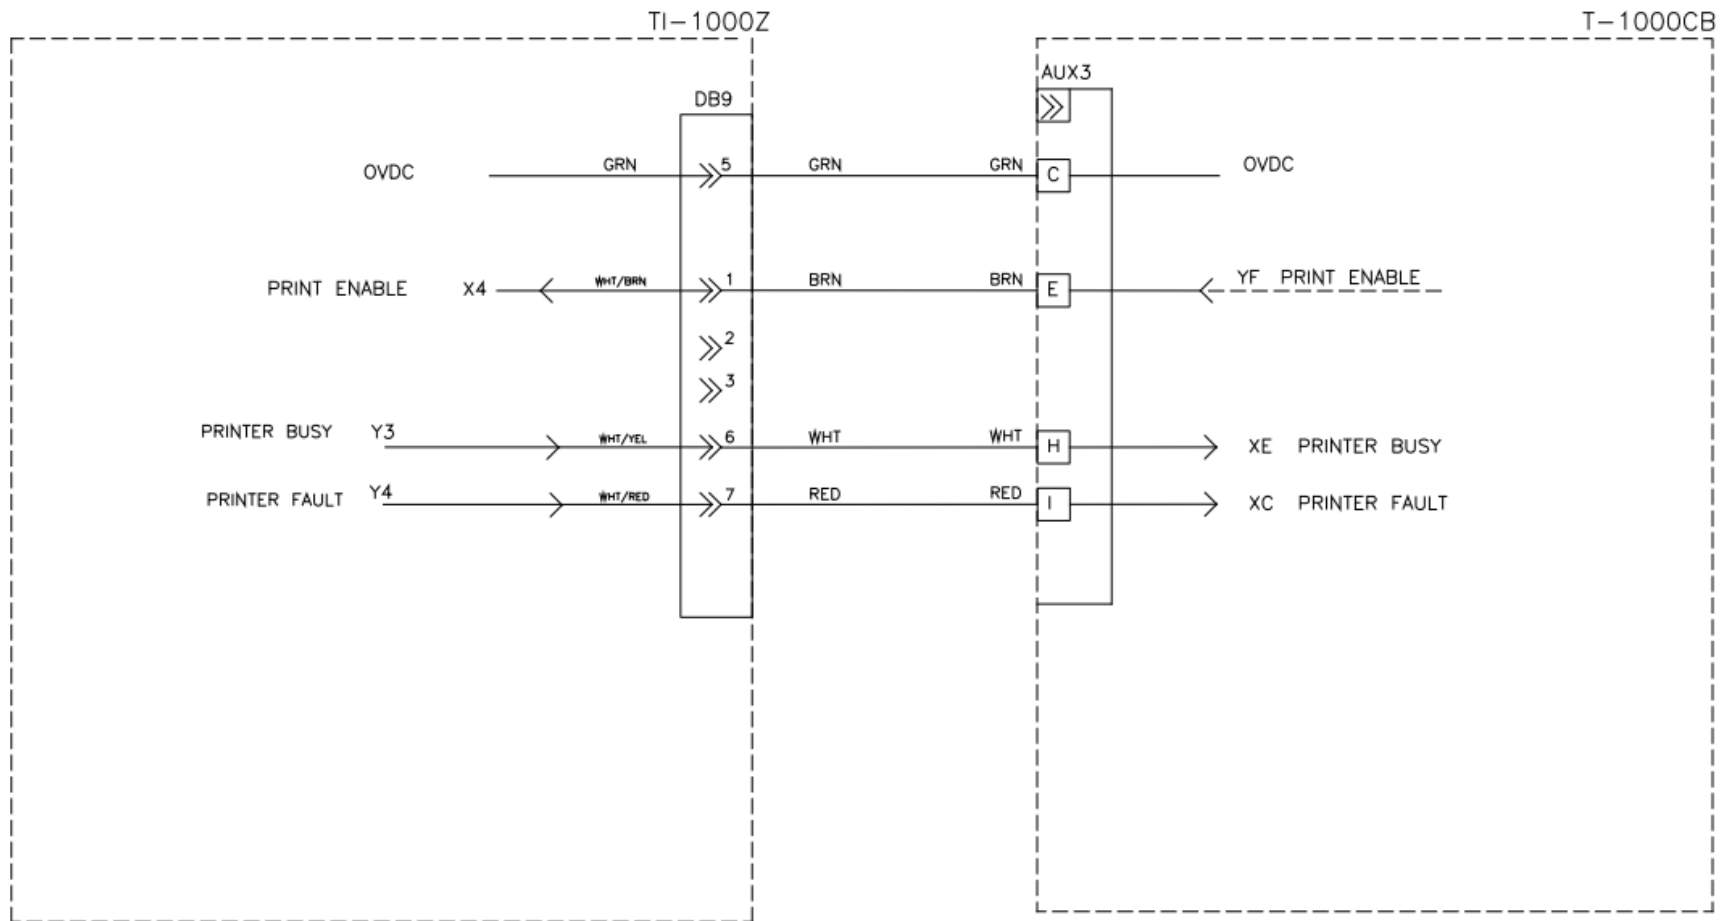 TI-1000Z
T-1000CB
AUX3
DB9
0VDC GRN 5 GRN GRN C 0VDC
PRINT ENABLE X4 WHT/BRN 1 BRN BRN E YF PRINT ENABLE
2
3
PRINTER BUSY Y3 WHT/YEL 6 WHT WHT H XE PRINTER BUSY
PRINTER FAULT Y4 WHT/RED 7 RED RED I XC PRINTER FAULT